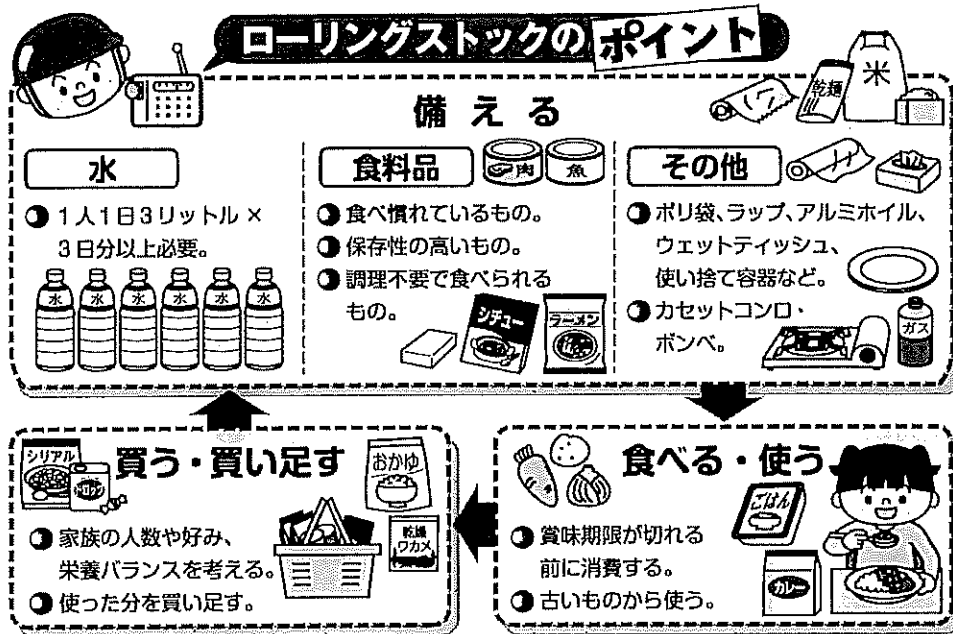 ローリングストックのポイント
備える
乾麺
米
水
1人1日3リットル×
3日分以上必要。
水 水 水 水 水 水
食料品
肉
魚
食べ慣れているもの。
保存性の高いもの。
調理不要で食べられる
もの。
シチュー
ラーメン
その他
ポリ袋、ラップ、アルミホイル、
ウェットティッシュ、
使い捨て容器など。
カセットコンロ・
ボンベ。
ガス
食べる・使う
ごはん
賞味期限が切れる
前に消費する。
古いものから使う。
カレー
買う・買い足す
シリアル
おかゆ
乾燥
ワカメ
家族の人数や好み、
栄養バランスを考える。
使った分を買い足す。